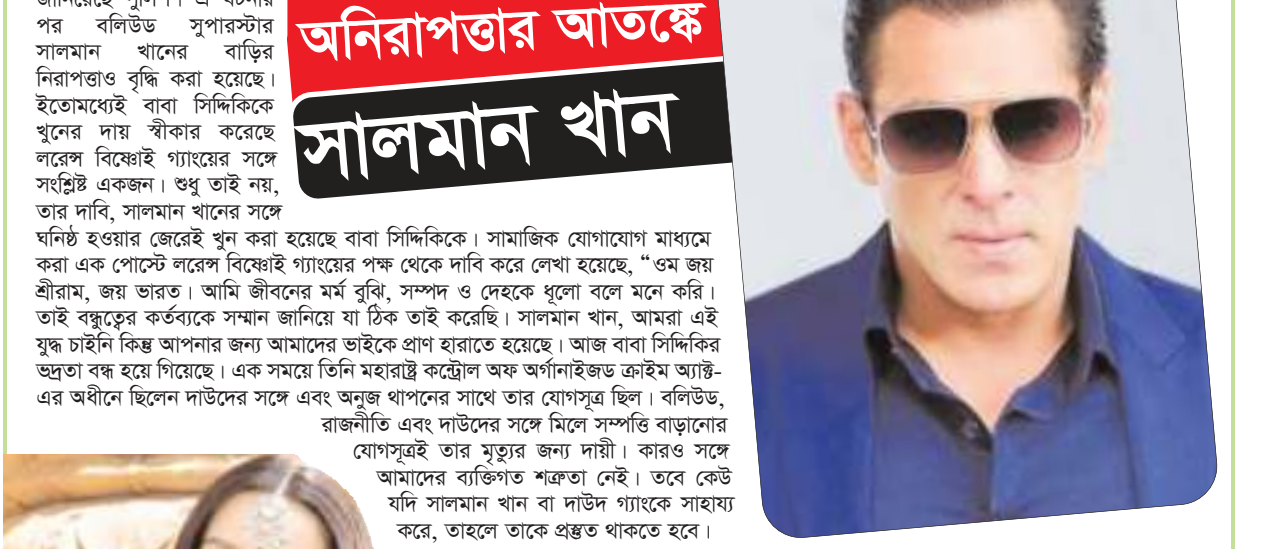 অনিরাপত্তার আতঙ্কে
সালমান খান
পর বলিউড সুপারস্টার
সালমান খানের বাড়ির
নিরাপত্তাও বৃদ্ধি করা হয়েছে।
ইতোমধ্যেই বাবা সিদ্দিকিকে
খুনের দায় স্বীকার করেছে
লরেন্স বিষ্ণোই গ্যাংয়ের সঙ্গে
সংশ্লিষ্ট একজন। শুধু তাই নয়,
তার দাবি, সালমান খানের সঙ্গে
ঘনিষ্ঠ হওয়ার জেরেই খুন করা হয়েছে বাবা সিদ্দিকিকে। সামাজিক যোগাযোগ মাধ্যমে
করা এক পোস্টে লরেন্স বিষ্ণোই গ্যাংয়ের পক্ষ থেকে দাবি করে লেখা হয়েছে, “ওম জয়
শ্রীরাম, জয় ভারত। আমি জীবনের মর্ম বুঝি, সম্পদ ও দেহকে ধূলো বলে মনে করি।
তাই বন্ধুত্বের কর্তব্যকে সম্মান জানিয়ে যা ঠিক তাই করেছি। সালমান খান, আমরা এই
যুদ্ধ চাইনি কিন্তু আপনার জন্য আমাদের ভাইকে প্রাণ হারাতে হয়েছে। আজ বাবা সিদ্দিকির
ভদ্রতা বন্ধ হয়ে গিয়েছে। এক সময়ে তিনি মহারাষ্ট্র কন্ট্রোল অফ অর্গানাইজড ক্রাইম অ্যাক্ট-
এর অধীনে ছিলেন দাউদের সঙ্গে এবং অনুজ থাপনের সাথে তার যোগসূত্র ছিল। বলিউড,
রাজনীতি এবং দাউদের সঙ্গে মিলে সম্পত্তি বাড়ানোর
যোগসূত্রই তার মৃত্যুর জন্য দায়ী। কারও সঙ্গে
আমাদের ব্যক্তিগত শত্রুতা নেই। তবে কেউ
যদি সালমান খান বা দাউদ গ্যাংকে সাহায্য
করে, তাহলে তাকে প্রস্তুত থাকতে হবে।